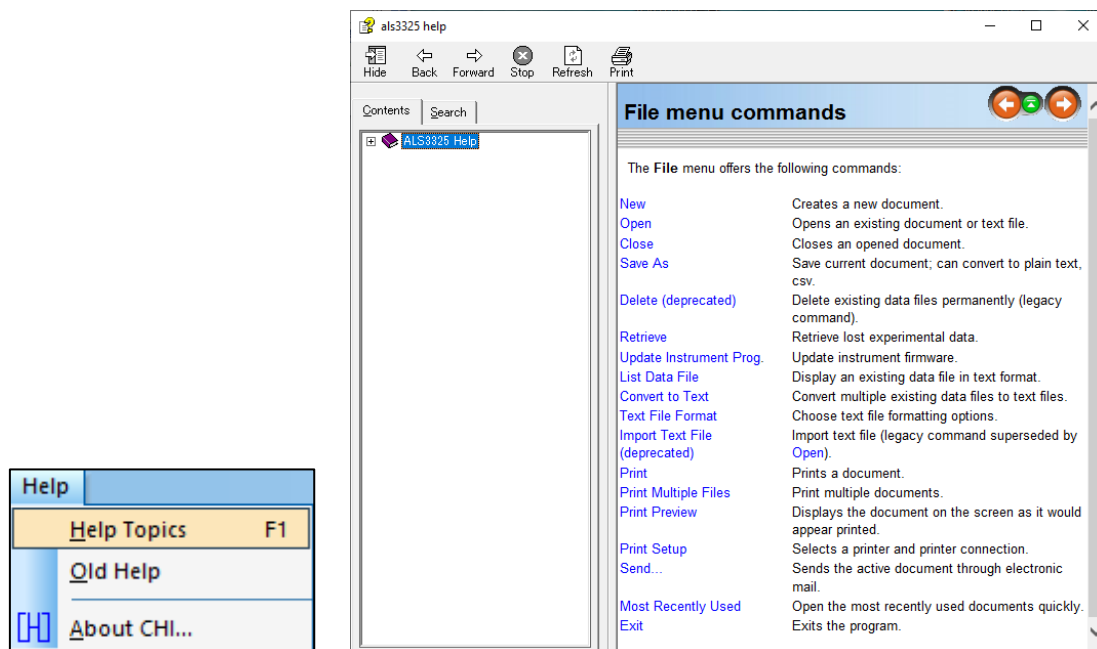 als3325 help
Hide Back Forward Stop Refresh Print
Contents Search
ALS3325 Help
File menu commands
The File menu offers the following commands:
New Creates a new document.
Open Opens an existing document or text file.
Close Closes an opened document.
Save As Save current document; can convert to plain text,
csv.
Delete (deprecated) Delete existing data files permanently (legacy
command).
Retrieve Retrieve lost experimental data.
Update Instrument Prog. Update instrument firmware.
List Data File Display an existing data file in text format.
Convert to Text Convert multiple existing data files to text files.
Text File Format Choose text file formatting options.
Import Text File Import text file (legacy command superseded by
(deprecated) Open).
Print Prints a document.
Print Multiple Files Print multiple documents.
Print Preview Displays the document on the screen as it would
appear printed.
Print Setup Selects a printer and printer connection.
Send... Sends the active document through electronic
mail.
Most Recently Used Open the most recently used documents quickly.
Exit Exits the program.
Help
Help Topics F1
Old Help
[H] About CHI...